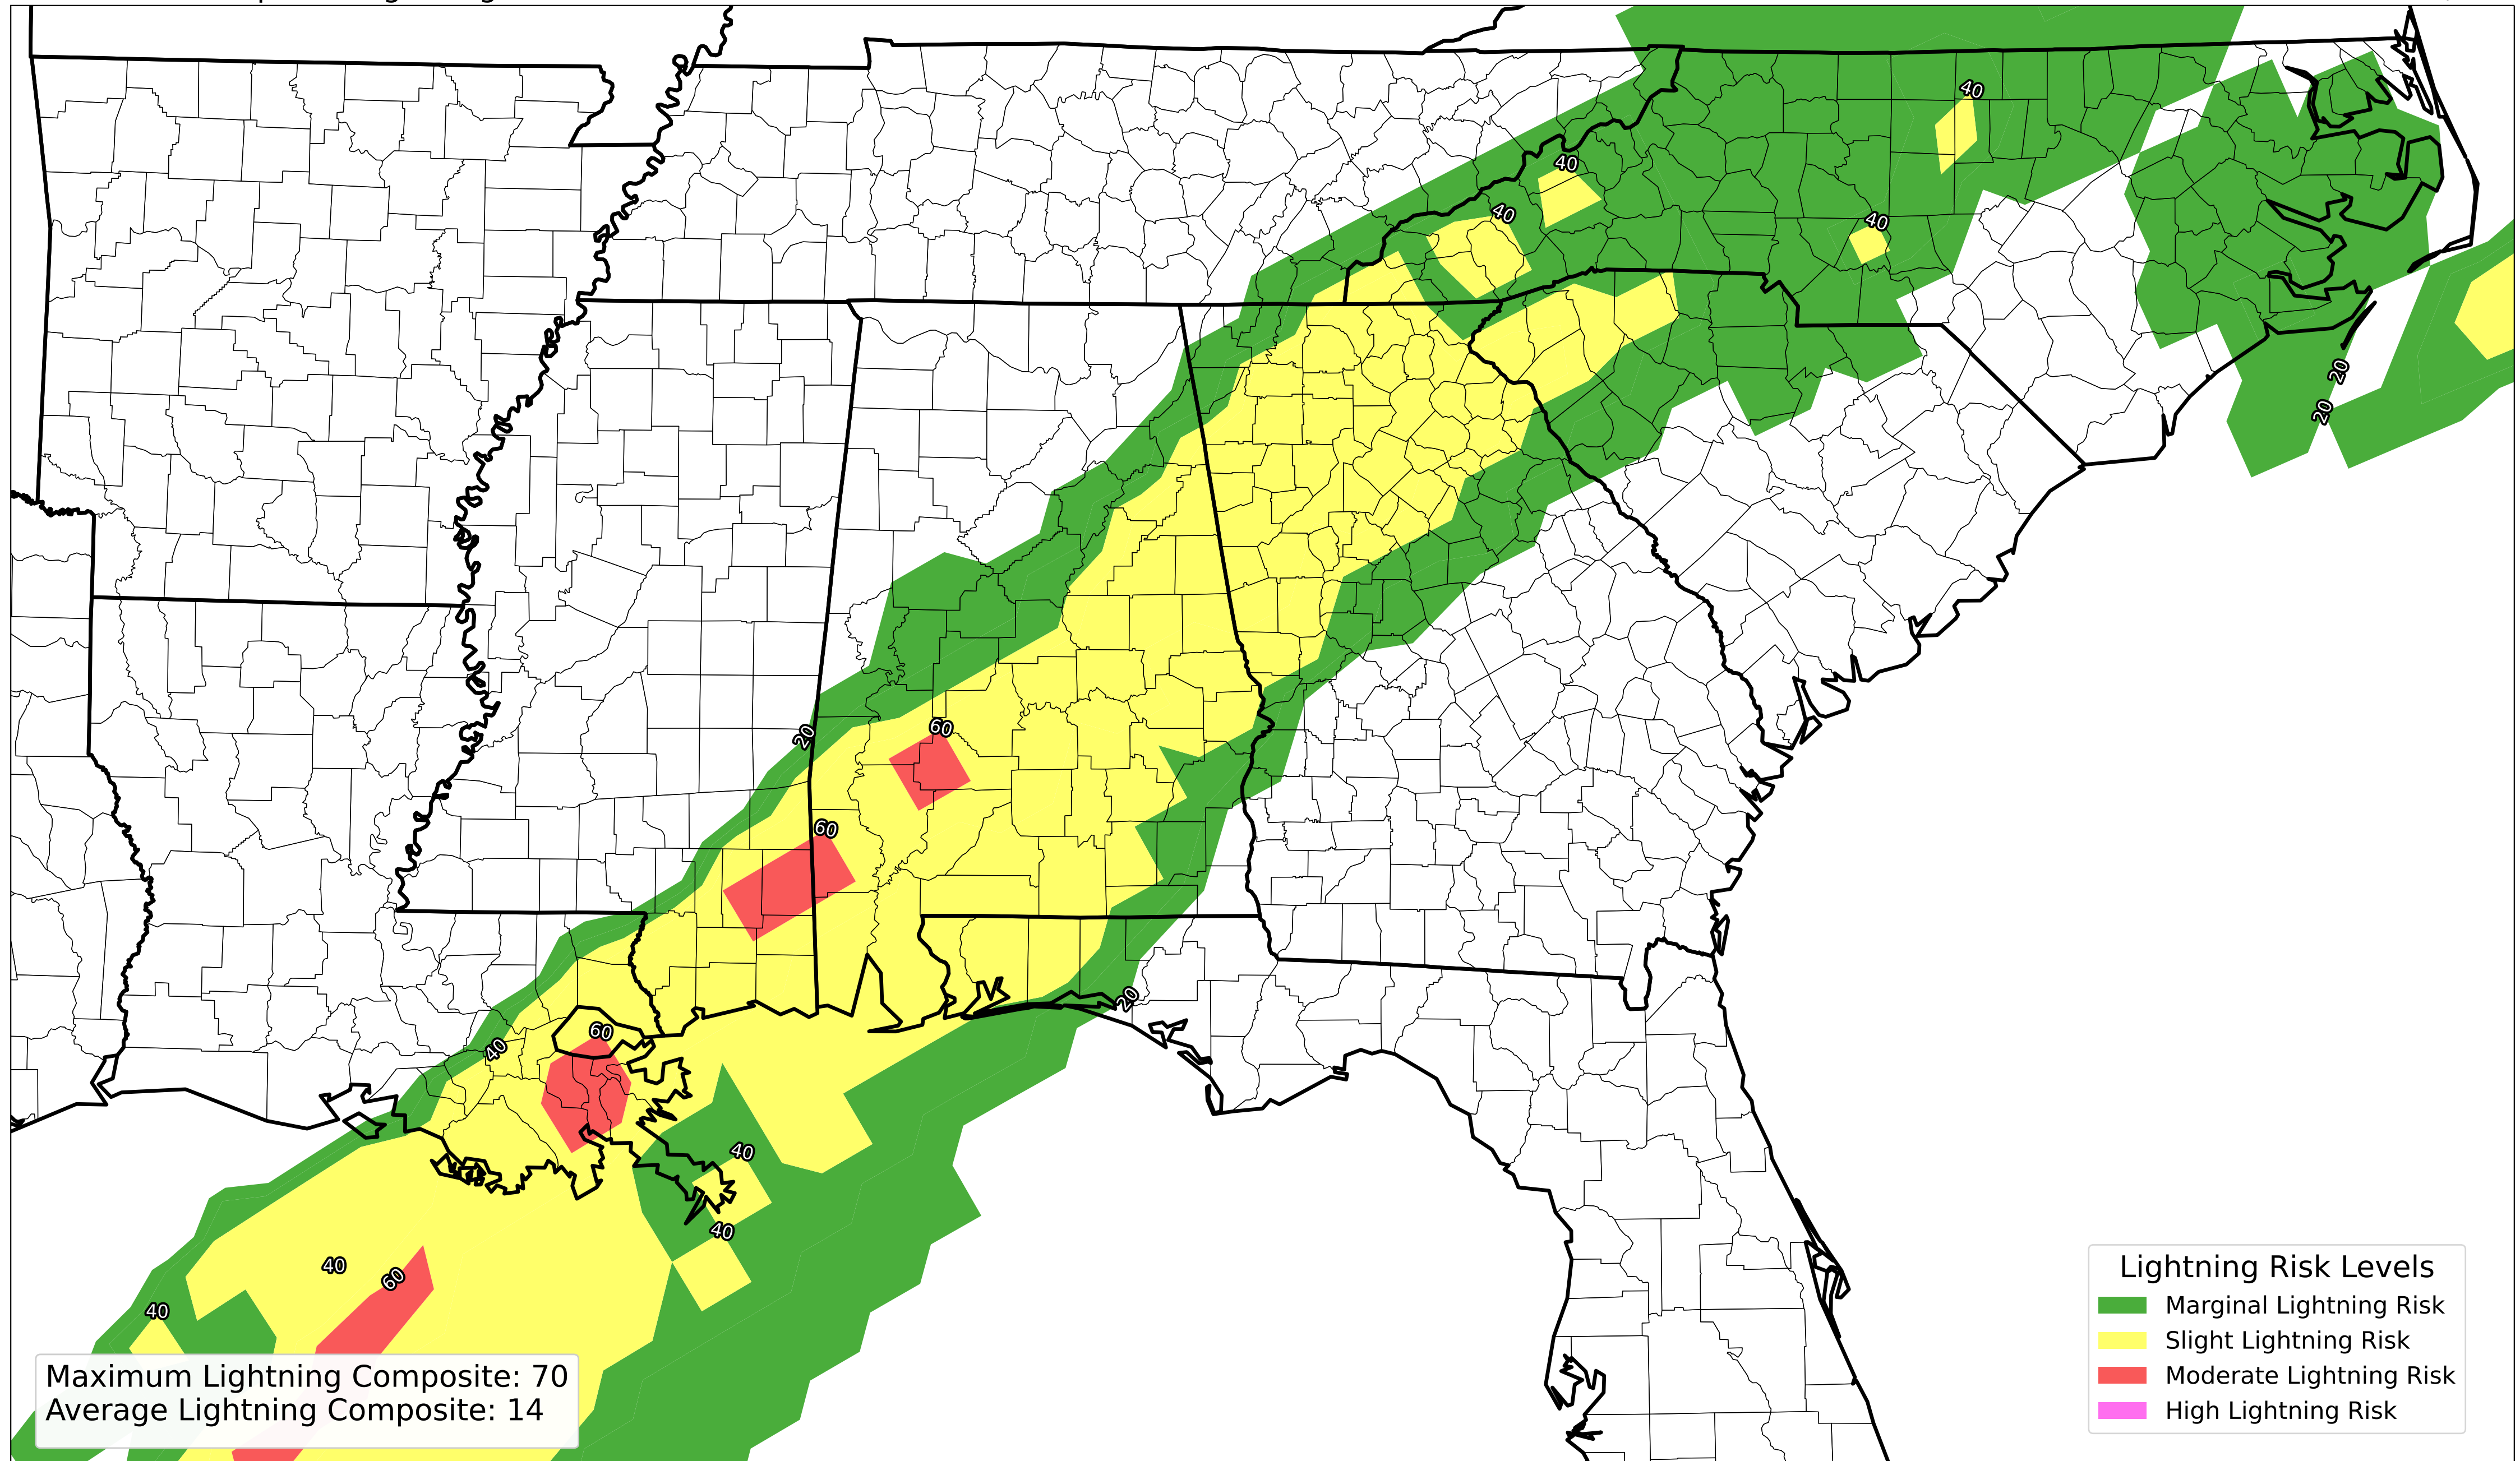 40
40
40
40
20
20
20
60
60
20
60
40
40
40
40
60
40
Lightning Risk Levels
Marginal Lightning Risk
Slight Lightning Risk
Moderate Lightning Risk
High Lightning Risk
Maximum Lightning Composite: 70
Average Lightning Composite: 14